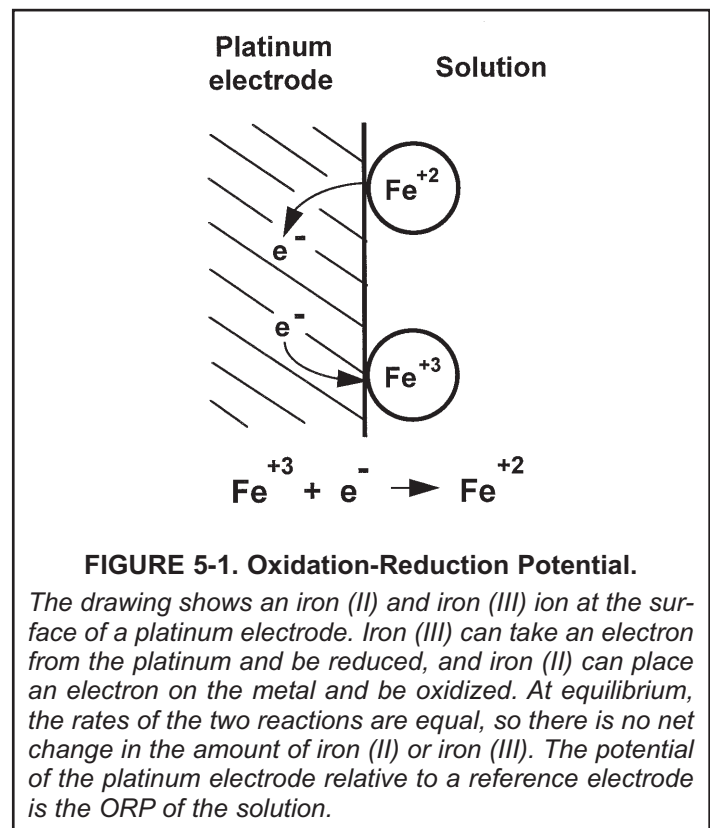 Platinum
electrode
Solution
Fe+2
e-
e-
Fe+3
Fe+3 + e- → Fe+2
FIGURE 5-1. Oxidation-Reduction Potential.
The drawing shows an iron (II) and iron (III) ion at the sur-
face of a platinum electrode. Iron (III) can take an electron
from the platinum and be reduced, and iron (II) can place
an electron on the metal and be oxidized. At equilibrium,
the rates of the two reactions are equal, so there is no net
change in the amount of iron (II) or iron (III). The potential
of the platinum electrode relative to a reference electrode
is the ORP of the solution.